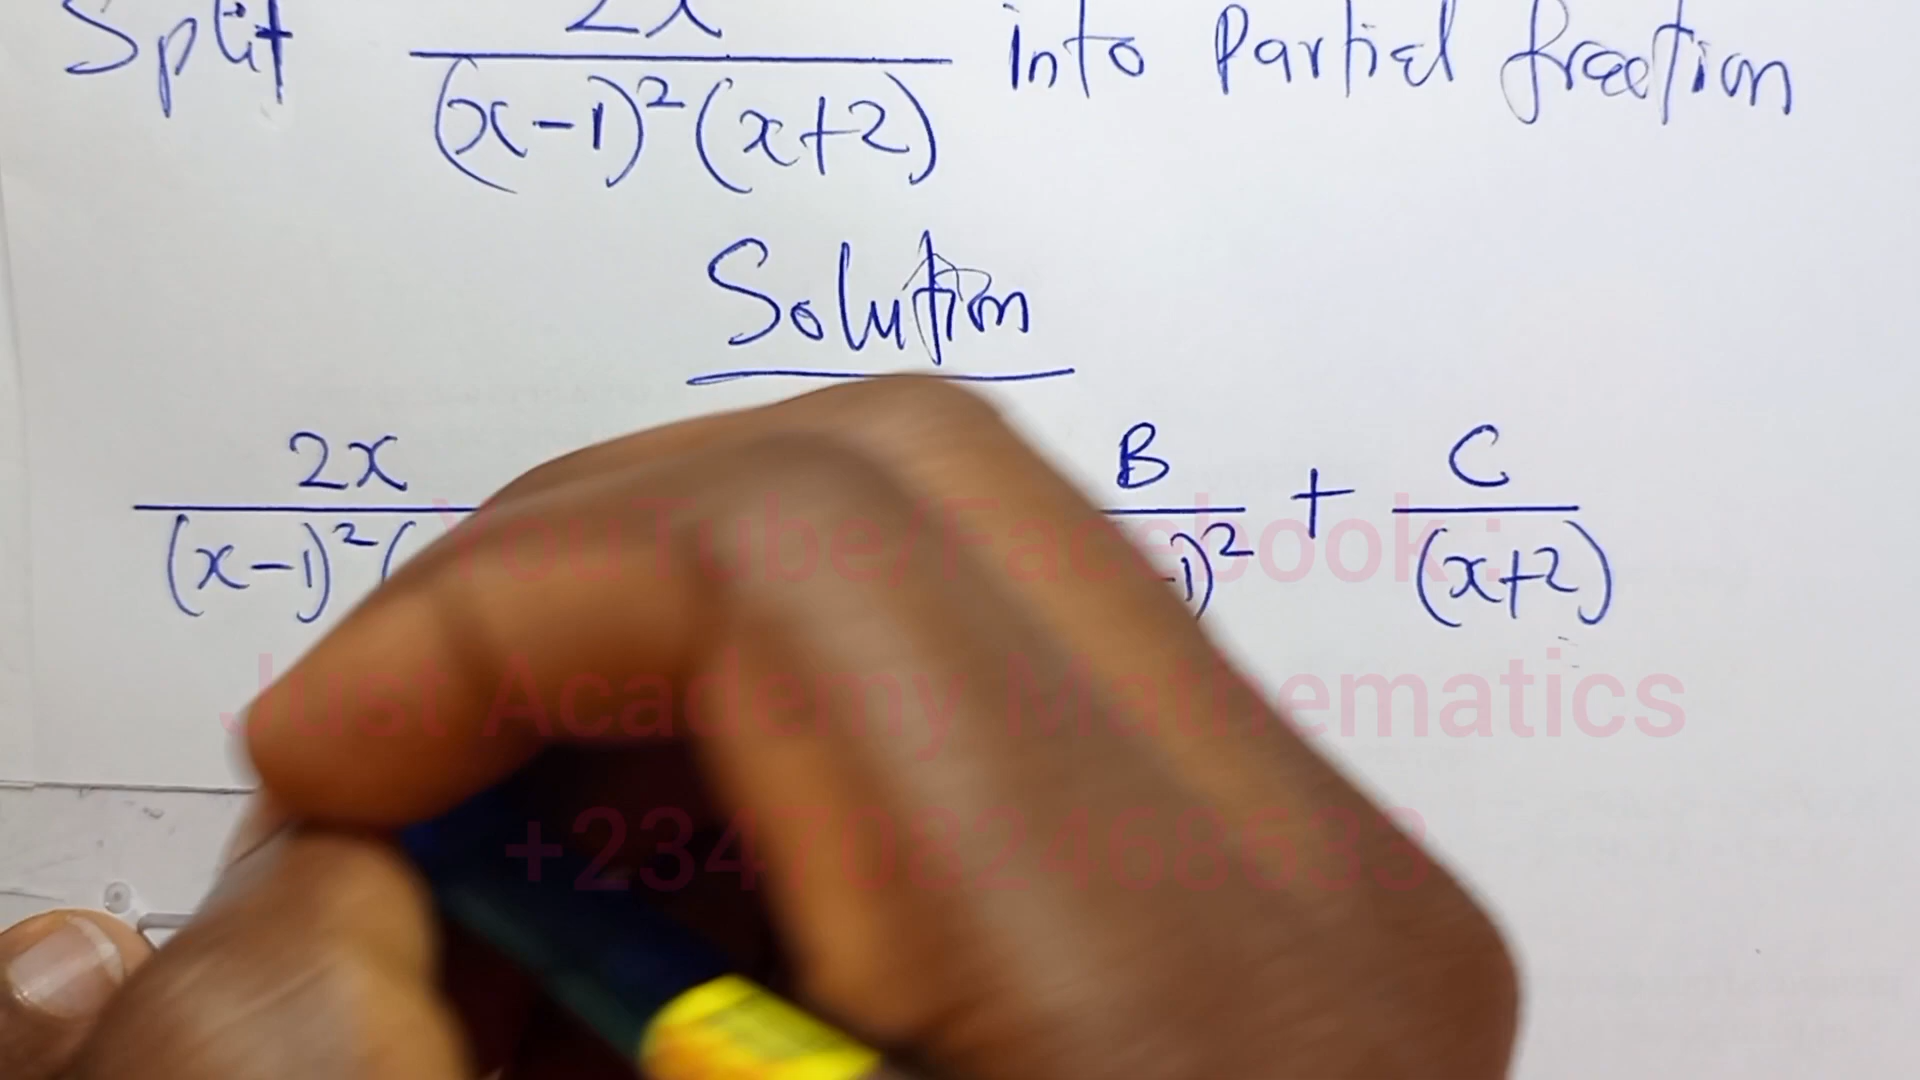 Split 2x / (x-1)²(x+2) into Partial fraction
Solution
2x / (x-1)²( B / -1)² + C / (x+2)
YouTube/Facebook :
Just Academy Mathematics
+2347082468633